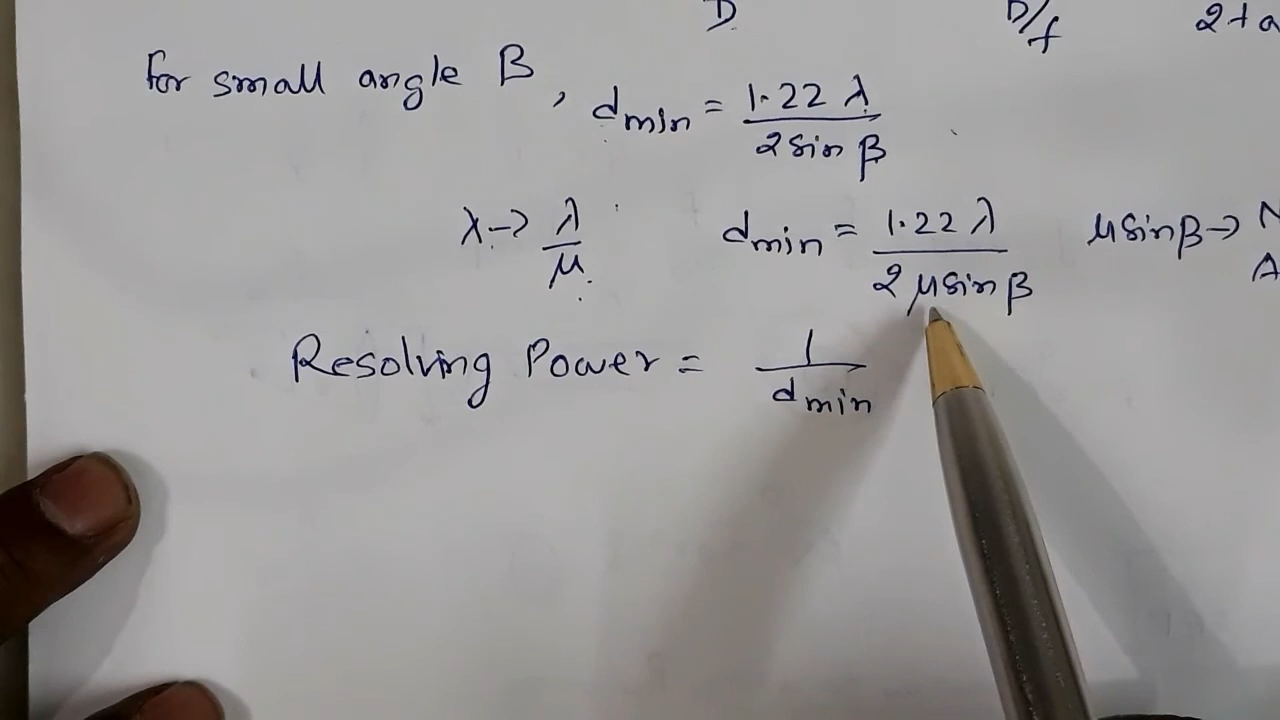 D D/f 2 tan
for small angle β, dmin = 1.22 λ / 2 sin β
λ → λ/μ dmin = 1.22 λ / 2 μ sin β μ sin β →
Resolving Power = 1 / dmin